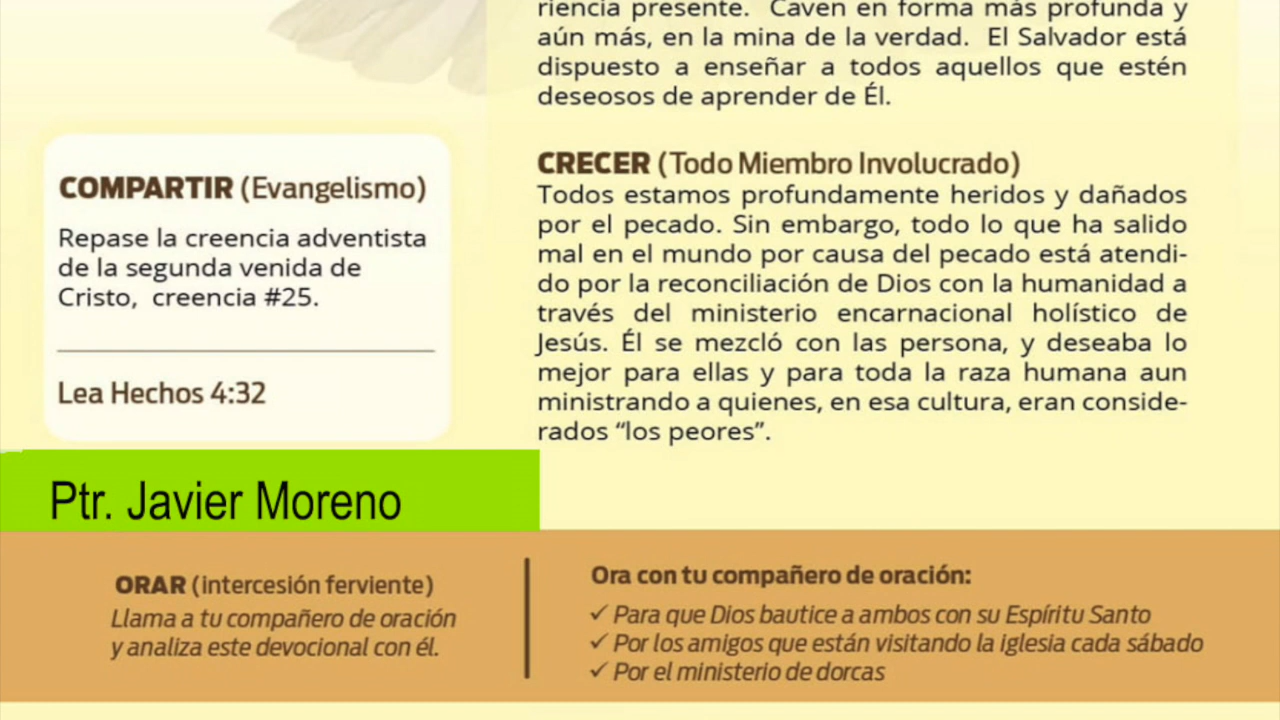 riencia presente. Caven en forma más profunda y
aún más, en la mina de la verdad. El Salvador está
dispuesto a enseñar a todos aquellos que estén
deseosos de aprender de Él.
COMPARTIR (Evangelismo)
Repase la creencia adventista
de la segunda venida de
Cristo, creencia #25.
Lea Hechos 4:32
CRECER (Todo Miembro Involucrado)
Todos estamos profundamente heridos y dañados
por el pecado. Sin embargo, todo lo que ha salido
mal en el mundo por causa del pecado está atendi-
do por la reconciliación de Dios con la humanidad a
través del ministerio encarnacional holístico de
Jesús. Él se mezcló con las persona, y deseaba lo
mejor para ellas y para toda la raza humana aun
ministrando a quienes, en esa cultura, eran conside-
rados “los peores”.
Ptr. Javier Moreno
ORAR (intercesión ferviente)
Llama a tu compañero de oración
y analiza este devocional con él.
Ora con tu compañero de oración:
✓ Para que Dios bautice a ambos con su Espíritu Santo
✓ Por los amigos que están visitando la iglesia cada sábado
✓ Por el ministerio de dorcas